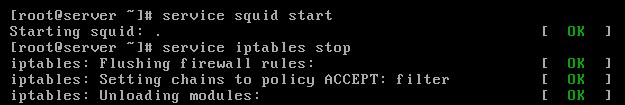 [root@server ~]# service squid start
Starting squid: . [ OK ]
[root@server ~]# service iptables stop
iptables: Flushing firewall rules: [ OK ]
iptables: Setting chains to policy ACCEPT: filter [ OK ]
iptables: Unloading modules: [ OK ]